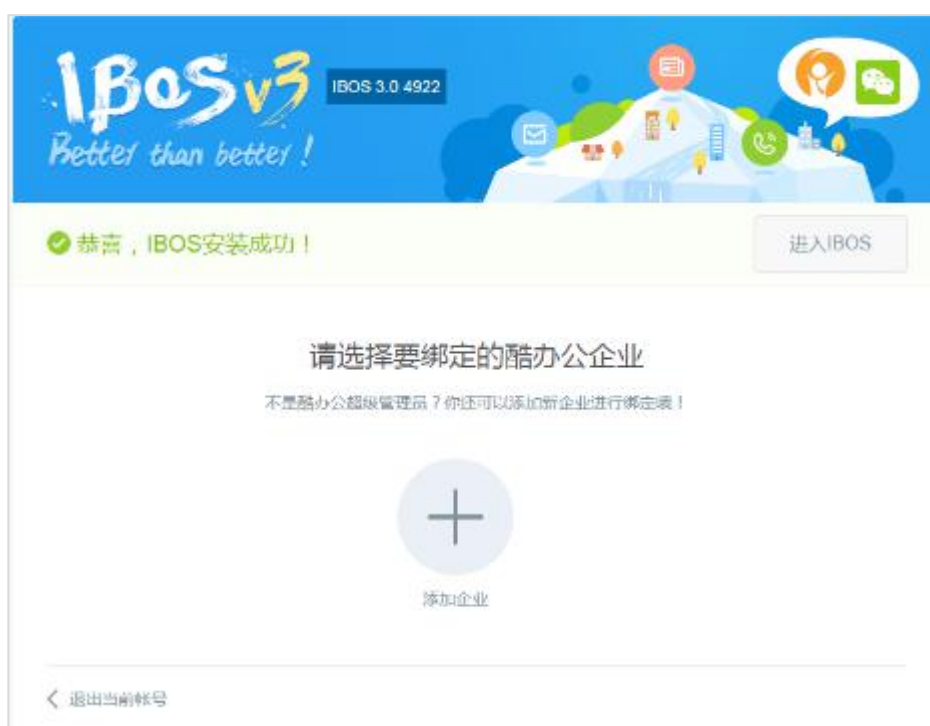 IBOS v3
IBOS 3.0 4922
Better than better !
恭喜，IBOS安装成功！
进入IBOS
请选择要绑定的酷办公企业
不是酷办公超级管理员？你还可以添加新企业进行绑定噢！
添加企业
退出当前帐号